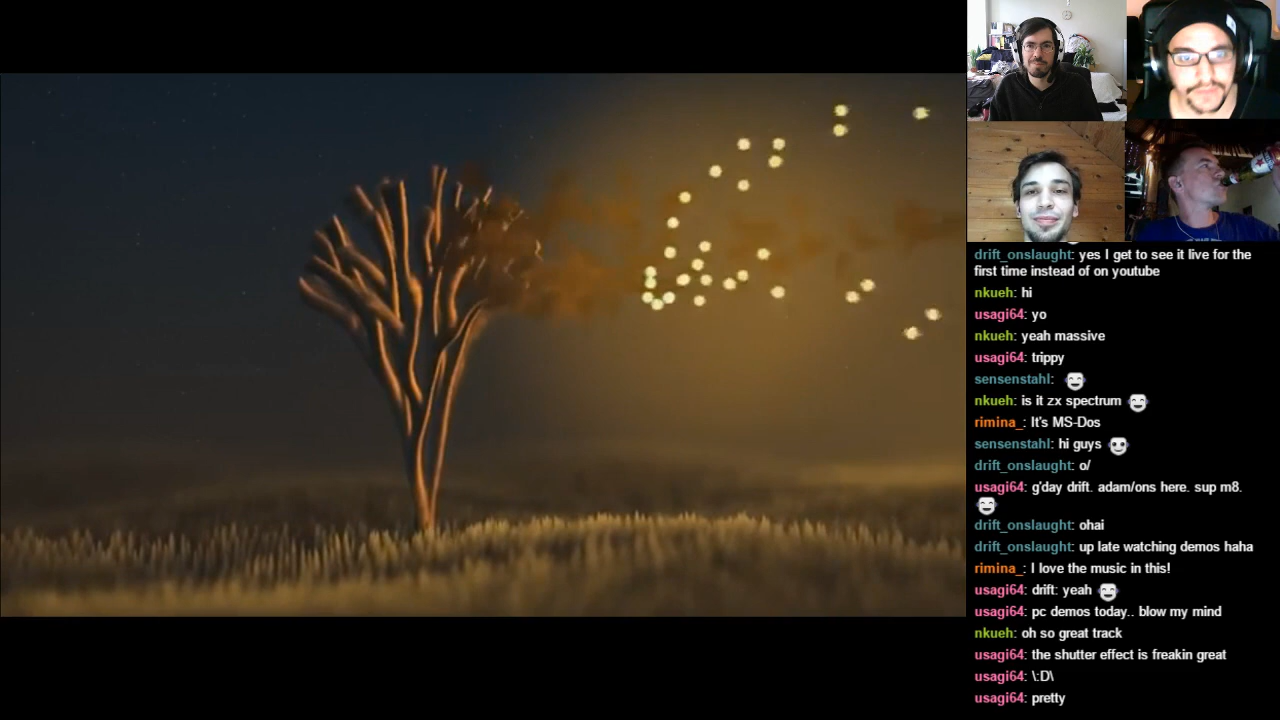 drift_onslaught: yes I get to see it live for the
first time instead of on youtube
nkueh: hi
usagi64: yo
nkueh: yeah massive
usagi64: trippy
sensenstahl:
nkueh: is it zx spectrum
rimina_: It's MS-Dos
sensenstahl: hi guys
drift_onslaught: o/
usagi64: g'day drift. adam/ons here. sup m8.
drift_onslaught: ohai
drift_onslaught: up late watching demos haha
rimina_: I love the music in this!
usagi64: drift: yeah
usagi64: pc demos today.. blow my mind
nkueh: oh so great track
usagi64: the shutter effect is freakin great
usagi64: \:D\
usagi64: pretty